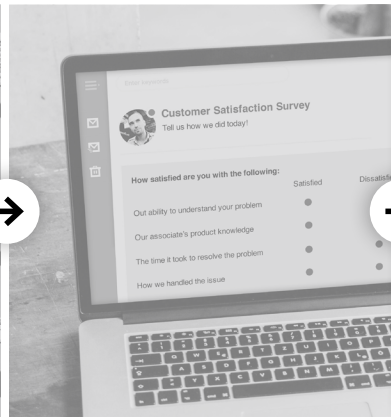 Customer Satisfaction Survey
Tell us how we did today!
How satisfied are you with the following:
Satisfied
Dissatisfie
Out ability to understand your problem
Our associate's product knowledge
The time it took to resolve the problem
How we handled the issue